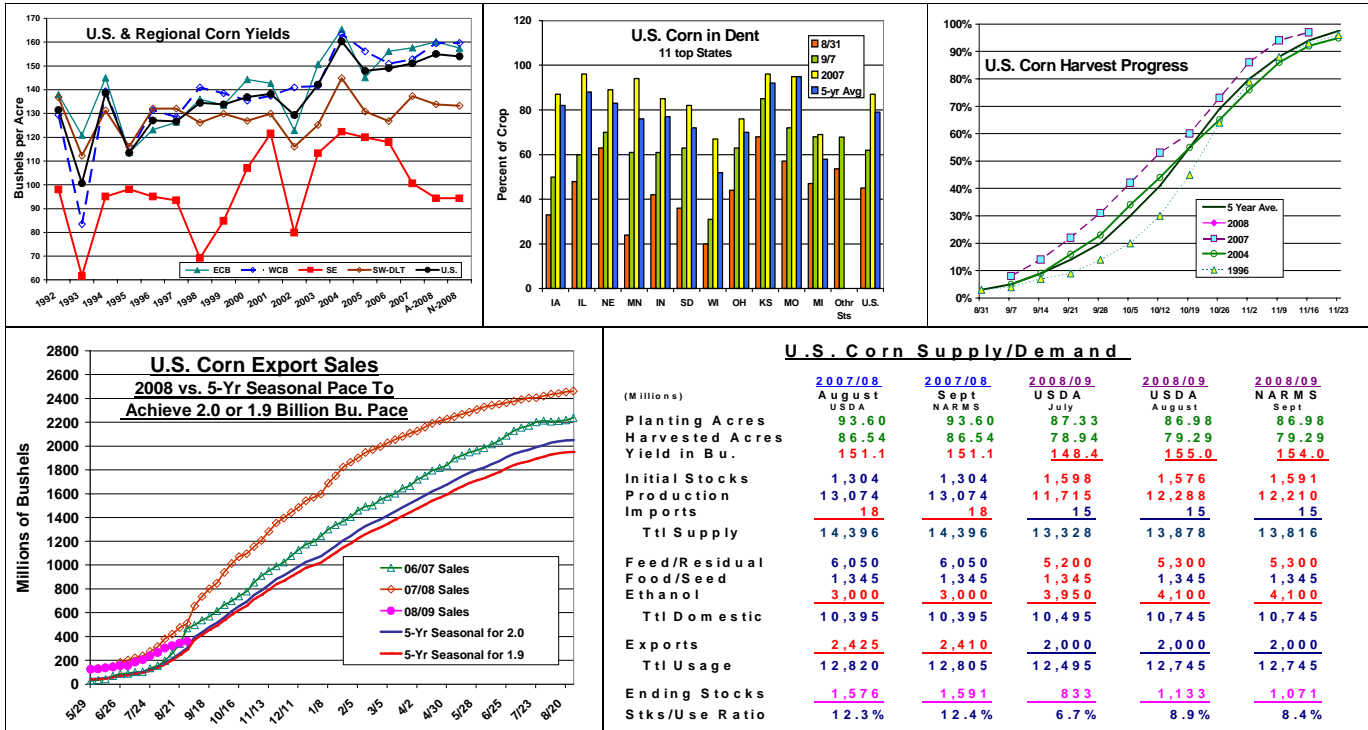 U.S. & Regional Corn Yields
Bushels per Acre
170
160
150
140
130
120
110
100
90
80
70
60
ECB WCB SE SW-DLT U.S.
1992 1993 1994 1995 1996 1997 1998 1999 2000 2001 2002 2003 2004 2005 2006 2007 A-2008 N-2008
U.S. Corn in Dent
11 top States
Percent of Crop
120
100
80
60
40
20
0
8/31
9/7
2007
5-yr Avg
IA IL NE MN IN SD WI OH KS MO MI Othr U.S.
Sts
U.S. Corn Harvest Progress
100%
90%
80%
70%
60%
50%
40%
30%
20%
10%
0%
5 Year Ave.
2008
2007
2004
1996
8/31 9/7 9/14 9/21 9/28 10/5 10/12 10/19 10/26 11/2 11/9 11/16 11/23
U.S. Corn Export Sales
2008 vs. 5-Yr Seasonal Pace To
Achieve 2.0 or 1.9 Billion Bu. Pace
Millions of Bushels
2800
2600
2400
2200
2000
1800
1600
1400
1200
1000
800
600
400
200
0
06/07 Sales
07/08 Sales
08/09 Sales
5-Yr Seasonal for 2.0
5-Yr Seasonal for 1.9
5/29 6/26 7/24 8/21 9/18 10/16 11/13 12/11 1/8 2/5 3/5 4/2 4/30 5/28 6/25 7/23 8/20
U.S. Corn Supply/Demand
2007/08 2007/08 2008/09 2008/09 2008/09
(Millions) August Sept USDA USDA NARMS
USDA NARMS July August Sept
Planting Acres 93.60 93.60 87.33 86.98 86.98
Harvested Acres 86.54 86.54 78.94 79.29 79.29
Yield in Bu. 151.1 151.1 148.4 155.0 154.0
Initial Stocks 1,304 1,304 1,598 1,576 1,591
Production 13,074 13,074 11,715 12,288 12,210
Imports 18 18 15 15 15
Ttl Supply 14,396 14,396 13,328 13,878 13,816
Feed/Residual 6,050 6,050 5,200 5,300 5,300
Food/Seed 1,345 1,345 1,345 1,345 1,345
Ethanol 3,000 3,000 3,950 4,100 4,100
Ttl Domestic 10,395 10,395 10,495 10,745 10,745
Exports 2,425 2,410 2,000 2,000 2,000
Ttl Usage 12,820 12,805 12,495 12,745 12,745
Ending Stocks 1,576 1,591 833 1,133 1,071
Stks/Use Ratio 12.3% 12.4% 6.7% 8.9% 8.4%